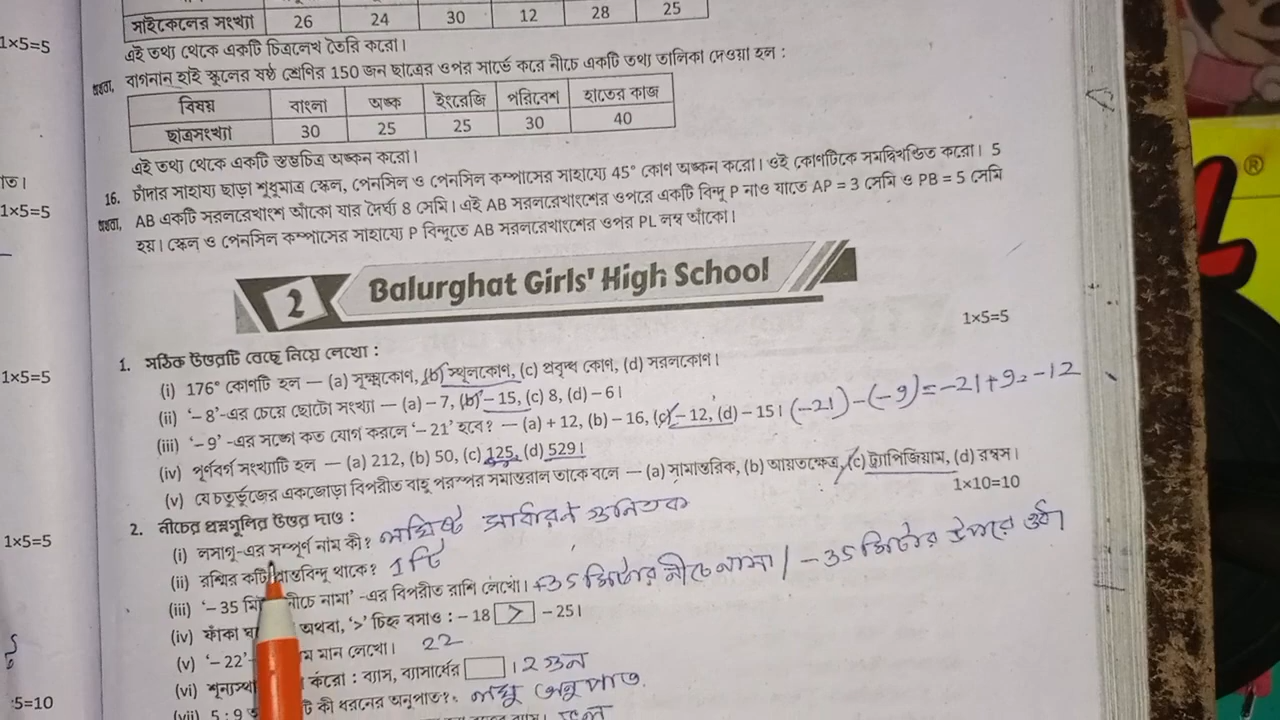 1×5=5
সাইকেলের সংখ্যা 26 24 30 12 28 25
এই তথ্য থেকে একটি চিত্রলেখ তৈরি করো।
অথবা, বাগনান হাই স্কুলের ষষ্ঠ শ্রেণির 150 জন ছাত্রের ওপর সার্ভে করে নীচে একটি তথ্য তালিকা দেওয়া হল :
বিষয় বাংলা অঙ্ক ইংরেজি পরিবেশ হাতের কাজ
ছাত্রসংখ্যা 30 25 25 30 40
এই তথ্য থেকে একটি স্তম্ভচিত্র অঙ্কন করো।
16. চাঁদার সাহায্য ছাড়া শুধুমাত্র স্কেল, পেনসিল ও পেনসিল কম্পাসের সাহায্যে 45° কোণ অঙ্কন করো। ওই কোণটিকে সমদ্বিখণ্ডিত করো। 5
1×5=5
অথবা, AB একটি সরলরেখাংশ আঁকো যার দৈর্ঘ্য 8 সেমি। এই AB সরলরেখাংশের ওপরে একটি বিন্দু P নাও যাতে AP = 3 সেমি ও PB = 5 সেমি
হয়। স্কেল ও পেনসিল কম্পাসের সাহায্যে P বিন্দুতে AB সরলরেখাংশের ওপর PL লম্ব আঁকো।
2 Balurghat Girls' High School
1. সঠিক উত্তরটি বেছে নিয়ে লেখো : 1×5=5
1×5=5
(i) 176° কোণটি হল — (a) সূক্ষ্মকোণ, (b) স্থূলকোণ, (c) প্রবৃদ্ধ কোণ, (d) সরলকোণ।
(ii) ‘– 8’-এর চেয়ে ছোটো সংখ্যা — (a) – 7, (b) – 15, (c) 8, (d) – 6।
(iii) ‘– 9’ -এর সঙ্গে কত যোগ করলে ‘– 21’ হবে? — (a) + 12, (b) – 16, (c) – 12, (d) – 15। (-21) - (-9) = -21+9 = -12
(iv) পূর্ণবর্গ সংখ্যাটি হল — (a) 212, (b) 50, (c) 125, (d) 529।
(v) যে চতুর্ভুজের একজোড়া বিপরীত বাহু পরস্পর সমান্তরাল তাকে বলে — (a) সামান্তরিক, (b) আয়তক্ষেত্র, (c) ট্রাপিজিয়াম, (d) রম্বস।
2. নীচের প্রশ্নগুলির উত্তর দাও : 1×10=10
1×5=5
(i) লসাগু-এর সম্পূর্ণ নাম কী? লঘিষ্ট সাধারন গুনিতক
(ii) রশ্মির কটি প্রান্তবিন্দু থাকে? 1টি
(iii) ‘– 35 মি নীচে নামা’ -এর বিপরীত রাশি লেখো। +35 মিটার নীচে নামা / -35 মিটার উপরে ওঠা
(iv) ফাঁকা ঘ অথবা, ‘>’ চিহ্ন বসাও : – 18 > – 25।
(v) ‘– 22’- ম মান লেখো। 22
(vi) শূন্যস্থা করো : ব্যাস, ব্যাসার্ধের । 2 গুন
5=10
(vii) 5 : 9 টি কী ধরনের অনুপাত? লঘু অনুপাত